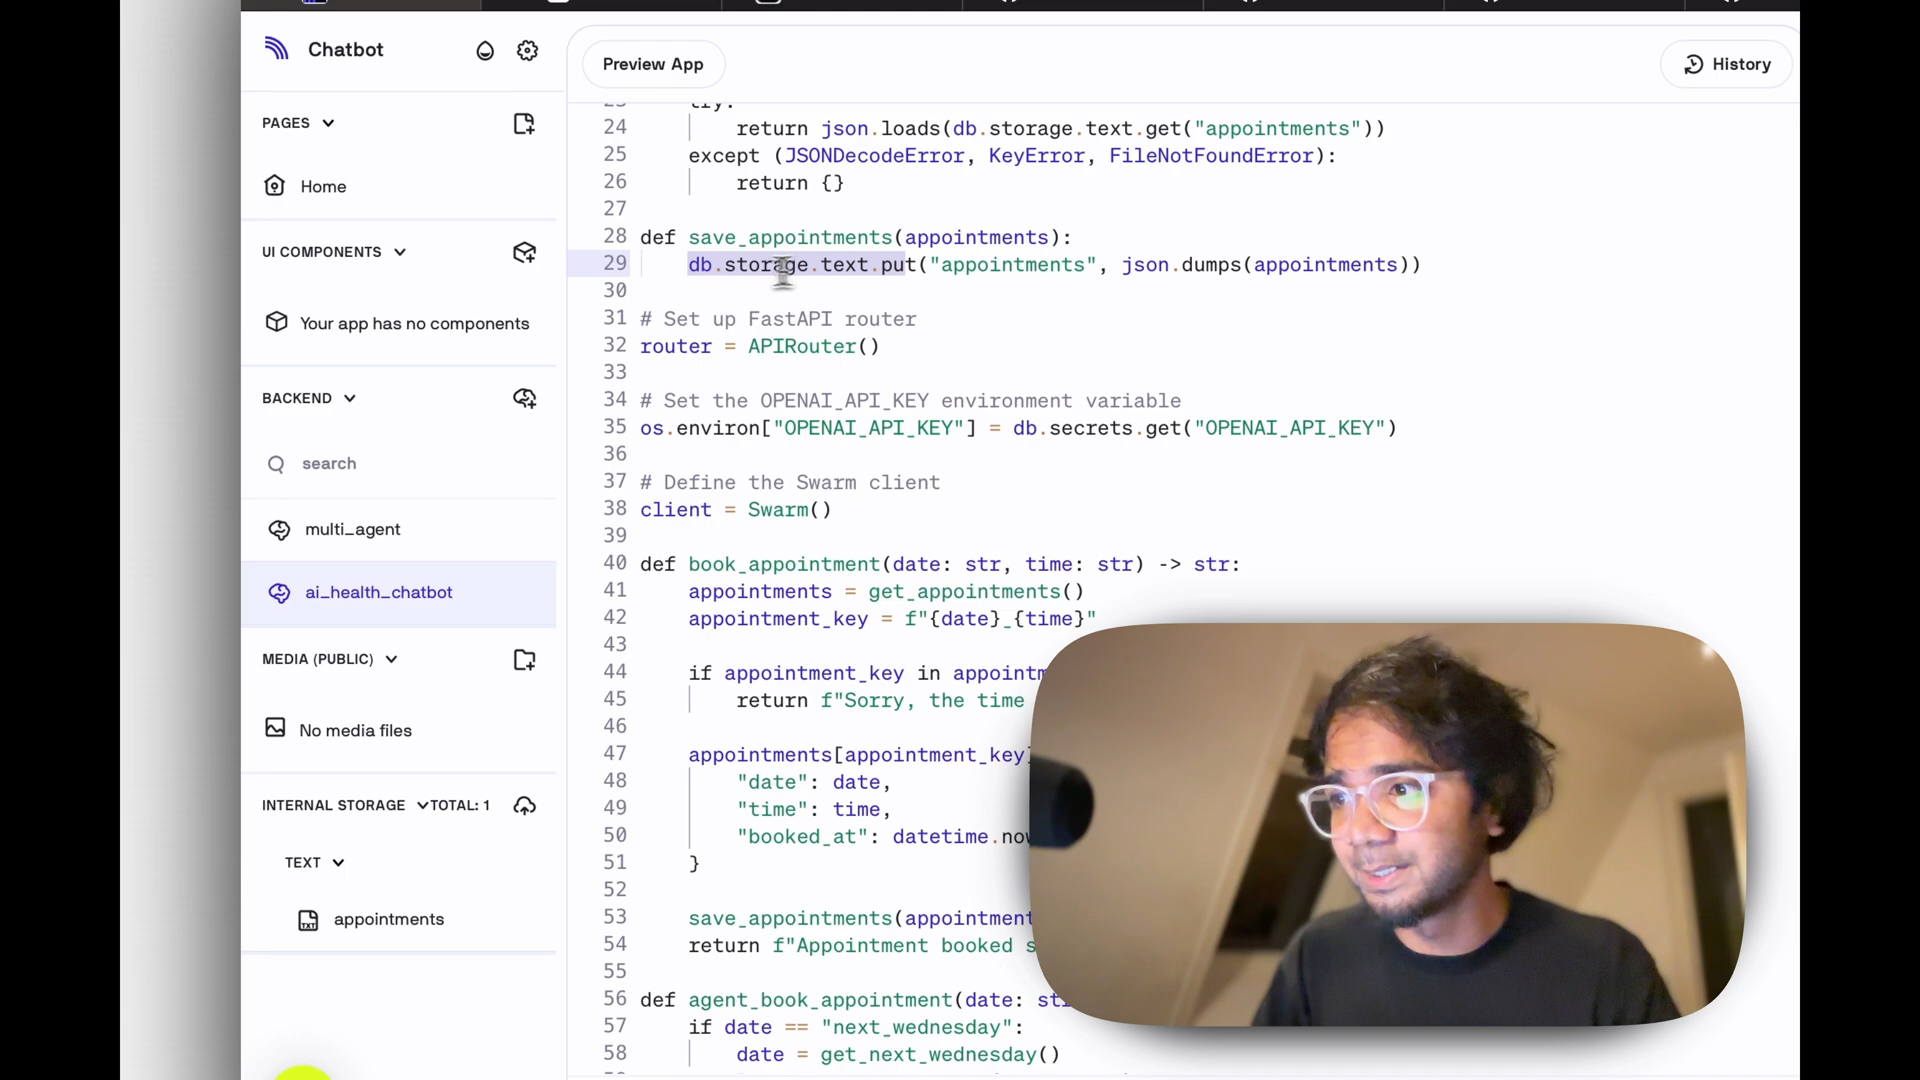 Chatbot
Preview App
History
PAGES
Home
UI COMPONENTS
Your app has no components
BACKEND
search
multi_agent
ai_health_chatbot
MEDIA (PUBLIC)
No media files
INTERNAL STORAGE TOTAL: 1
TEXT
appointments
23 try:
24 return json.loads(db.storage.text.get("appointments"))
25 except (JSONDecodeError, KeyError, FileNotFoundError):
26 return {}
27
28 def save_appointments(appointments):
29 db.storage.text.put("appointments", json.dumps(appointments))
30
31 # Set up FastAPI router
32 router = APIRouter()
33
34 # Set the OPENAI_API_KEY environment variable
35 os.environ["OPENAI_API_KEY"] = db.secrets.get("OPENAI_API_KEY")
36
37 # Define the Swarm client
38 client = Swarm()
39
40 def book_appointment(date: str, time: str) -> str:
41 appointments = get_appointments()
42 appointment_key = f"{date}_{time}"
43
44 if appointment_key in appointm
45 return f"Sorry, the time
46
47 appointments[appointment_key]
48 "date": date,
49 "time": time,
50 "booked_at": datetime.now
51 }
52
53 save_appointments(appointment
54 return f"Appointment booked s
55
56 def agent_book_appointment(date: st
57 if date == "next_wednesday":
58 date = get_next_wednesday()